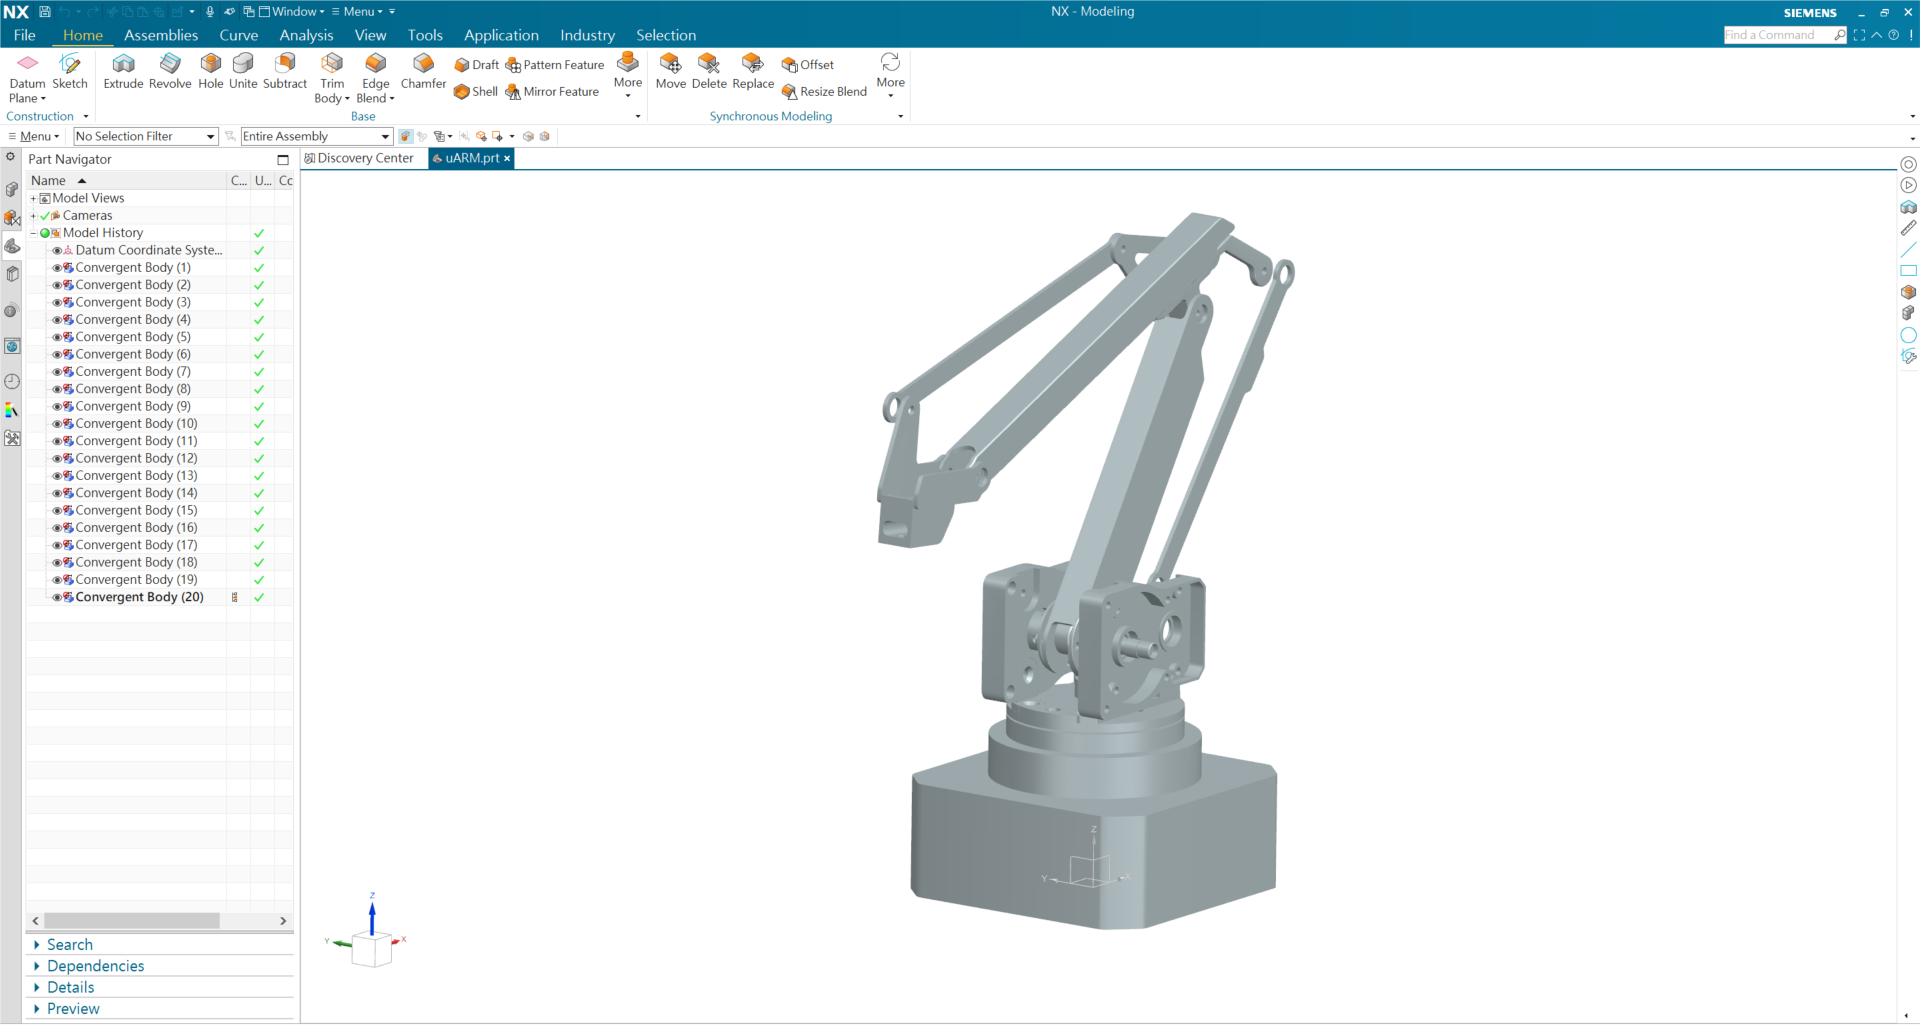 NX Window Menu NX - Modeling SIEMENS
File Home Assemblies Curve Analysis View Tools Application Industry Selection Find a Command
Datum Plane Sketch Extrude Revolve Hole Unite Subtract Trim Body Edge Blend Chamfer Draft Pattern Feature Shell Mirror Feature More Move Delete Replace Offset Resize Blend More
Construction Base Synchronous Modeling
Menu No Selection Filter Entire Assembly
Part Navigator Discovery Center uARM.prt
Name C... U... Cc
Model Views
Cameras
Model History
Datum Coordinate Syste...
Convergent Body (1)
Convergent Body (2)
Convergent Body (3)
Convergent Body (4)
Convergent Body (5)
Convergent Body (6)
Convergent Body (7)
Convergent Body (8)
Convergent Body (9)
Convergent Body (10)
Convergent Body (11)
Convergent Body (12)
Convergent Body (13)
Convergent Body (14)
Convergent Body (15)
Convergent Body (16)
Convergent Body (17)
Convergent Body (18)
Convergent Body (19)
Convergent Body (20)
Z
Y X
Z
Y X
Search
Dependencies
Details
Preview